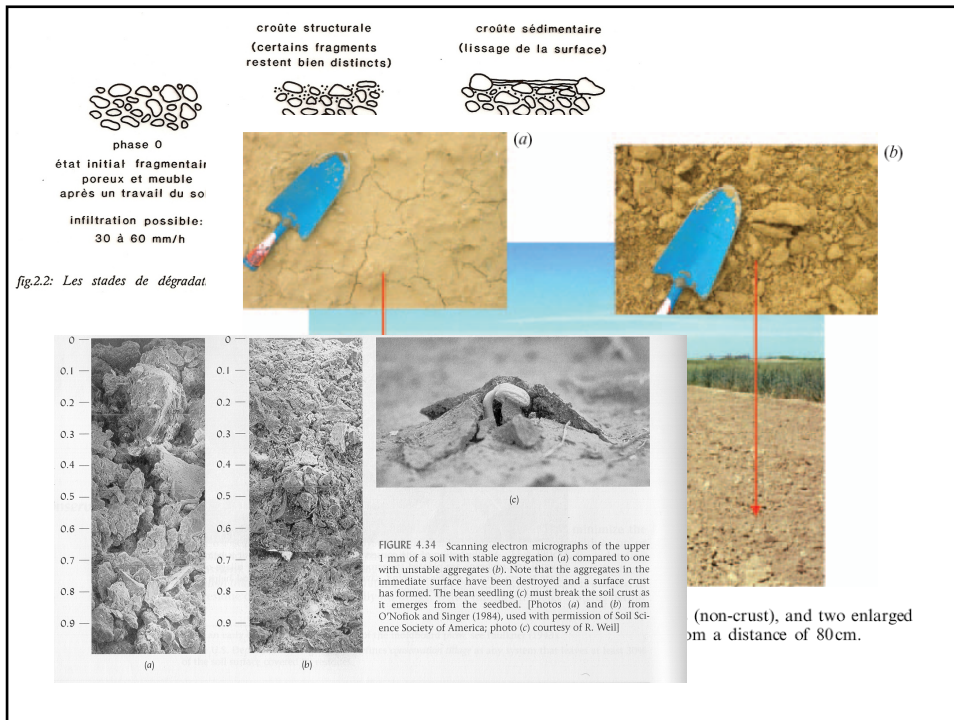 croûte structurale
(certains fragments
restent bien distincts)
croûte sédimentaire
(lissage de la surface)
phase 0
état initial fragmentair
poreux et meuble
après un travail du so
infiltration possible:
30 à 60 mm/h
fig.2.2: Les stades de dégradat
(a)
(b)
0
0.1
0.2
0.3
0.4
0.5
0.6
0.7
0.8
0.9
(a)
0
0.1
0.2
0.3
0.4
0.5
0.6
0.7
0.8
0.9
(b)
(c)
FIGURE 4.34 Scanning electron micrographs of the upper
1 mm of a soil with stable aggregation (a) compared to one
with unstable aggregates (b). Note that the aggregates in the
immediate surface have been destroyed and a surface crust
has formed. The bean seedling (c) must break the soil crust as
it emerges from the seedbed. [Photos (a) and (b) from
O'Nofiok and Singer (1984), used with permission of Soil Sci-
ence Society of America; photo (c) courtesy of R. Weil]
(non-crust), and two enlarged
om a distance of 80cm.